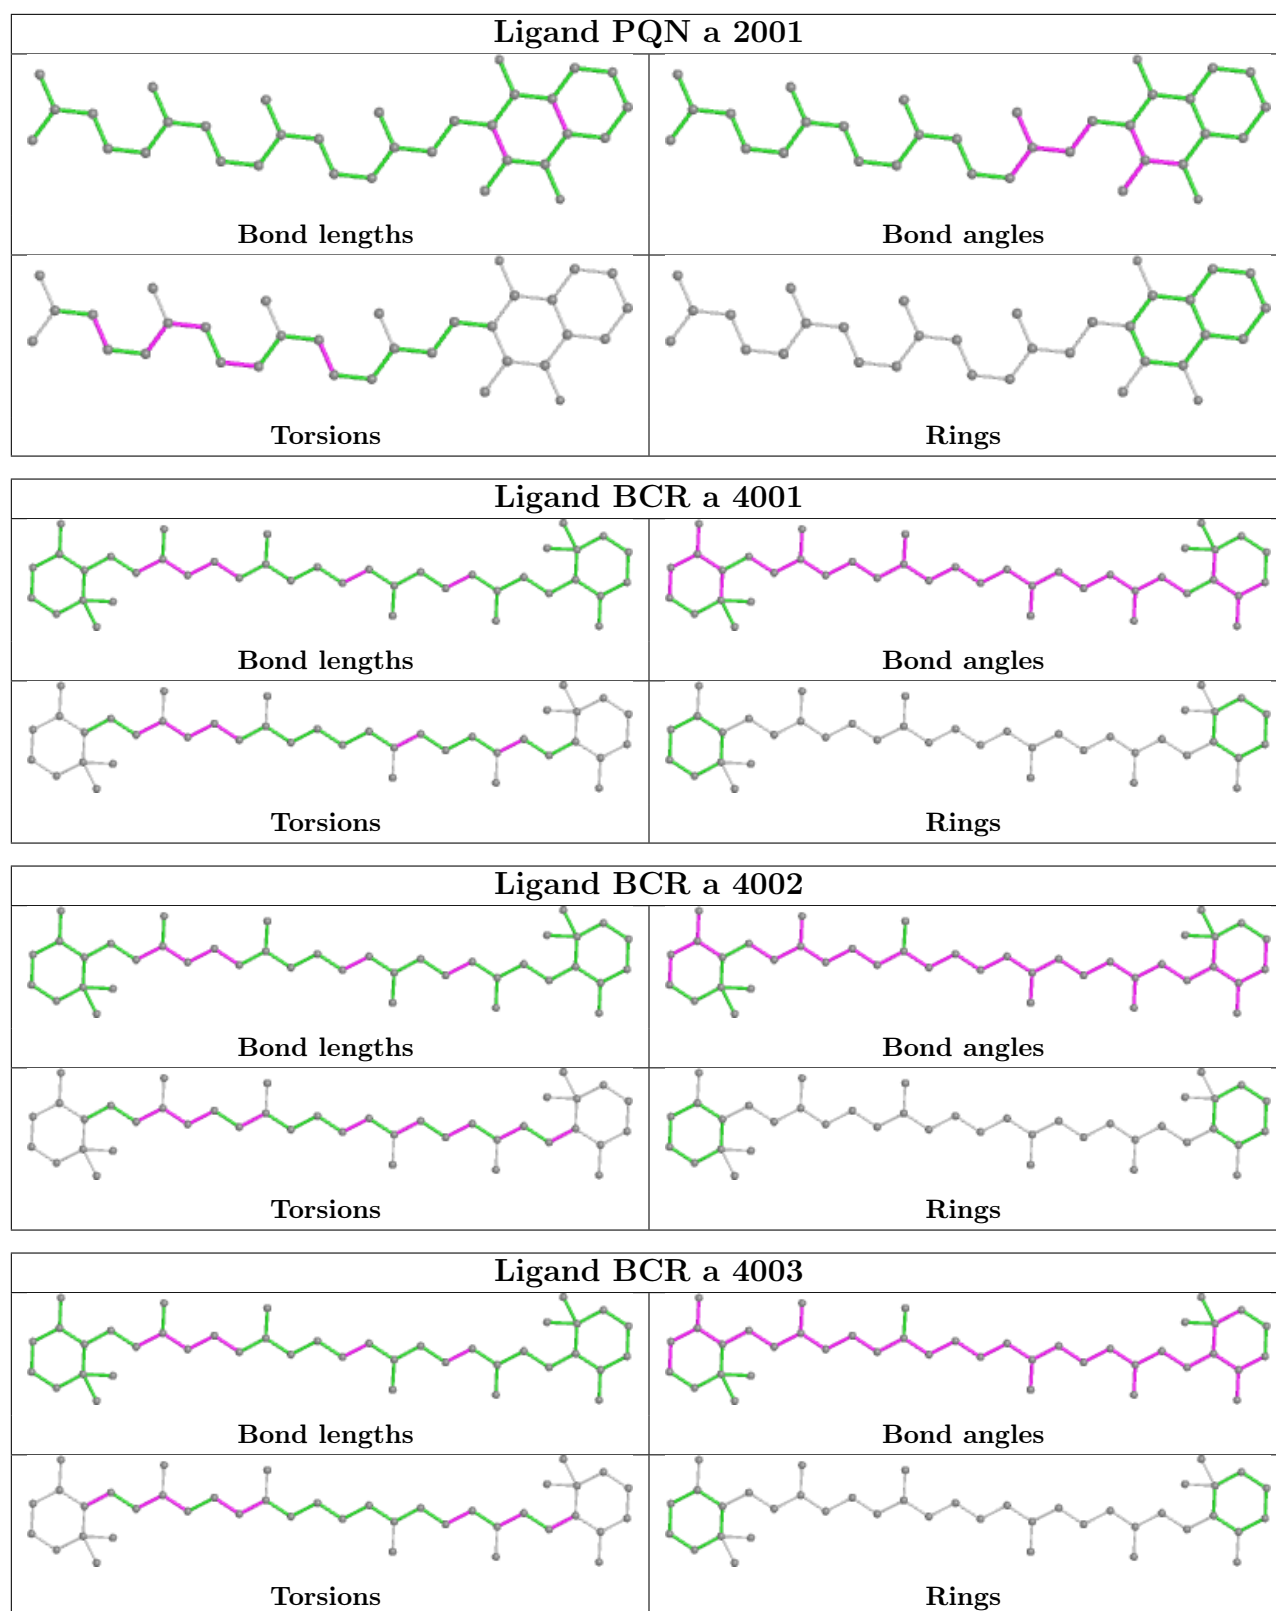 Ligand PQN a 2001
Bond lengths
Bond angles
Torsions
Rings
Ligand BCR a 4001
Bond lengths
Bond angles
Torsions
Rings
Ligand BCR a 4002
Bond lengths
Bond angles
Torsions
Rings
Ligand BCR a 4003
Bond lengths
Bond angles
Torsions
Rings